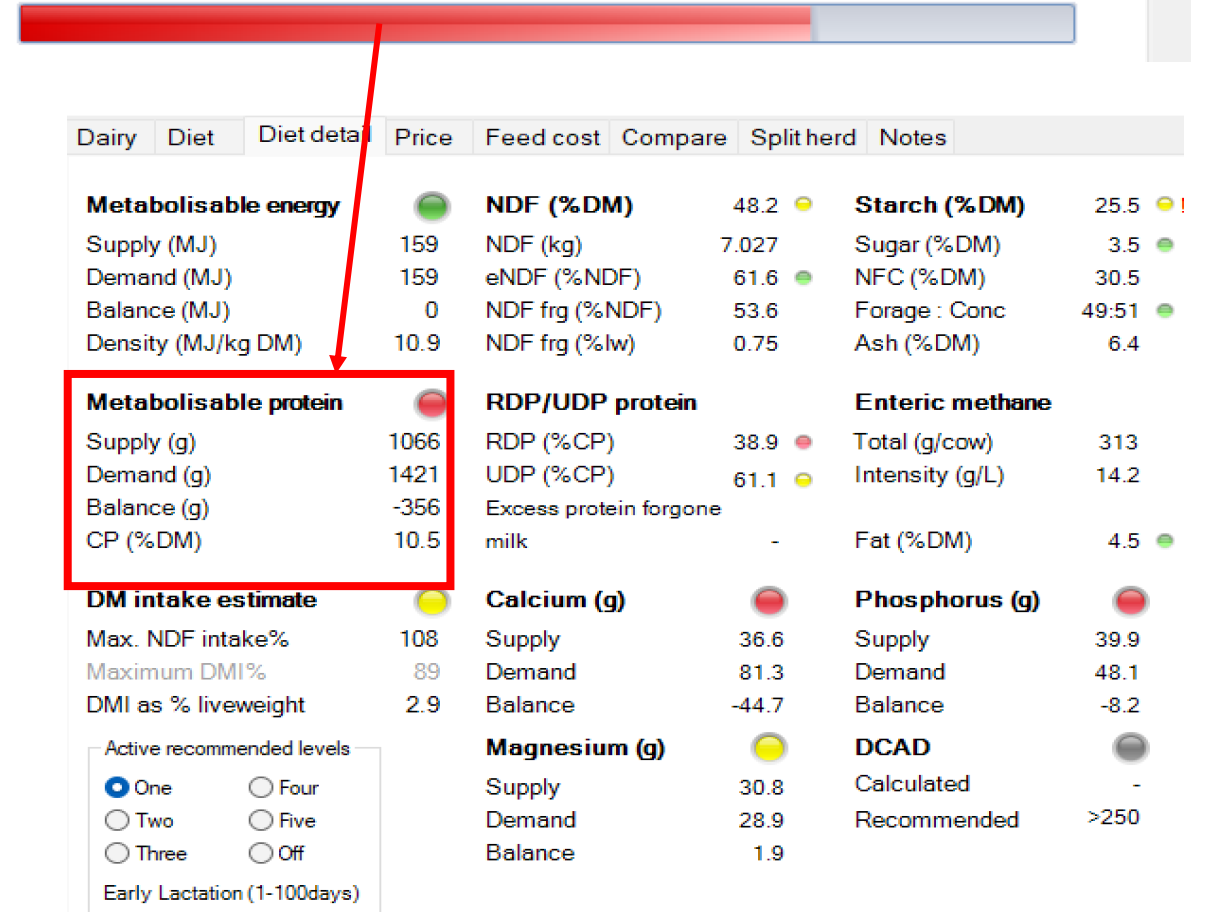 Dairy Diet Diet detail Price Feed cost Compare Split herd Notes
Metabolisable energy
Supply (MJ) 159
Demand (MJ) 159
Balance (MJ) 0
Density (MJ/kg DM) 10.9
NDF (%DM) 48.2
NDF (kg) 7.027
eNDF (%NDF) 61.6
NDF frg (%NDF) 53.6
NDF frg (%lw) 0.75
Starch (%DM) 25.5 !
Sugar (%DM) 3.5
NFC (%DM) 30.5
Forage : Conc 49:51
Ash (%DM) 6.4
Metabolisable protein
Supply (g) 1066
Demand (g) 1421
Balance (g) -356
CP (%DM) 10.5
RDP/UDP protein
RDP (%CP) 38.9
UDP (%CP) 61.1
Excess protein forgone
milk -
Enteric methane
Total (g/cow) 313
Intensity (g/L) 14.2
Fat (%DM) 4.5
DM intake estimate
Max. NDF intake% 108
Maximum DMI% 89
DMI as % liveweight 2.9
Calcium (g)
Supply 36.6
Demand 81.3
Balance -44.7
Phosphorus (g)
Supply 39.9
Demand 48.1
Balance -8.2
Active recommended levels
One Four
Two Five
Three Off
Early Lactation (1-100days)
Magnesium (g)
Supply 30.8
Demand 28.9
Balance 1.9
DCAD
Calculated -
Recommended >250